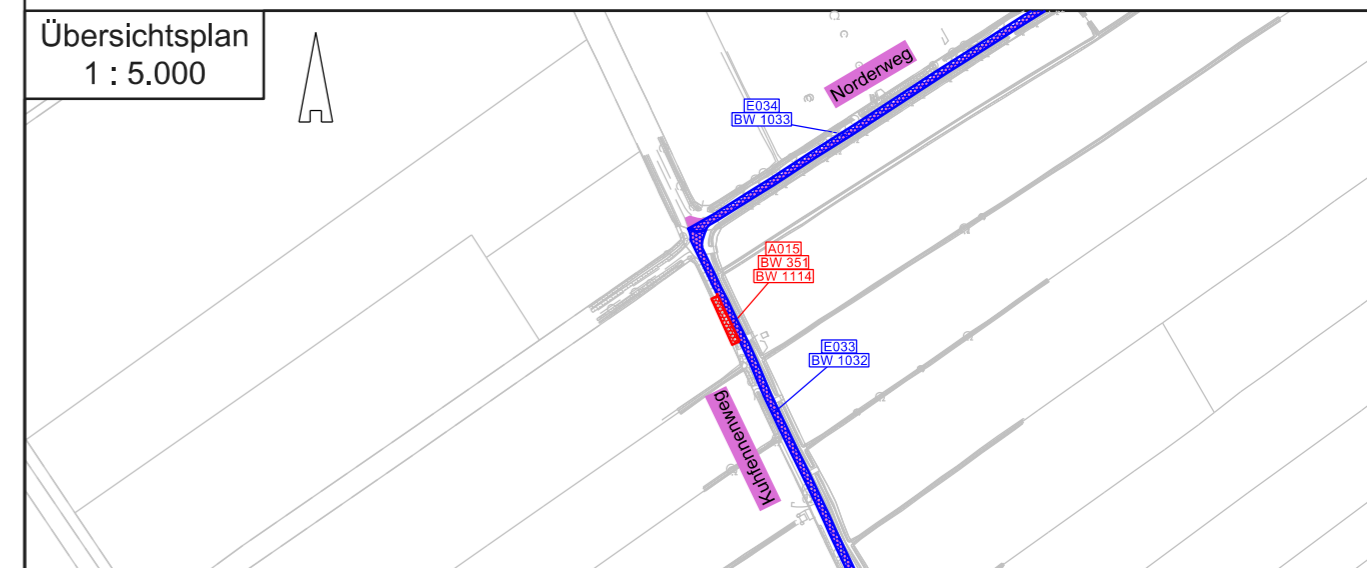 Übersichtsplan
1 : 5.000
Norderweg
E034
BW 1033
A015
BW 351
BW 1114
E033
BW 1032
Kuhfennenweg